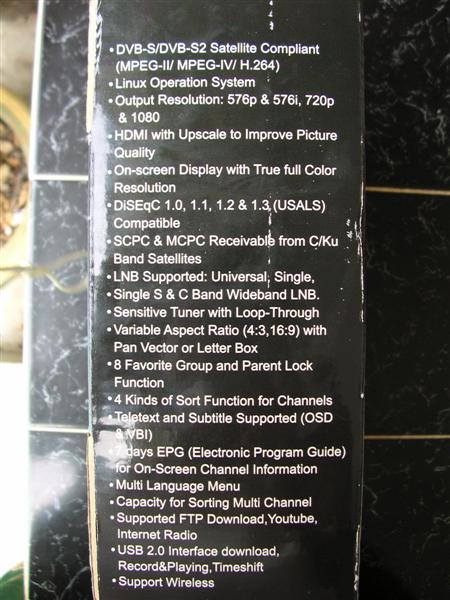 • DVB-S/DVB-S2 Satellite Compliant
(MPEG-II/ MPEG-IV/ H.264)
• Linux Operation System
• Output Resolution: 576p & 576i, 720p
& 1080
• HDMI with Upscale to Improve Picture
Quality
• On-screen Display with True full Color
Resolution
• DiSEqC 1.0, 1.1, 1.2 & 1.3 (USALS)
Compatible
• SCPC & MCPC Receivable from C/Ku
Band Satellites
• LNB Supported: Universal, Single,
• Single S & C Band Wideband LNB.
• Sensitive Tuner with Loop-Through
• Variable Aspect Ratio (4:3,16:9) with
Pan Vector or Letter Box
• 8 Favorite Group and Parent Lock
Function
• 4 Kinds of Sort Function for Channels
• Teletext and Subtitle Supported (OSD
& VBI)
• 7 days EPG (Electronic Program Guide)
for On-Screen Channel Information
• Multi Language Menu
• Capacity for Sorting Multi Channel
• Supported FTP Download,Youtube,
Internet Radio
• USB 2.0 Interface download,
Record&Playing,Timeshift
• Support Wireless